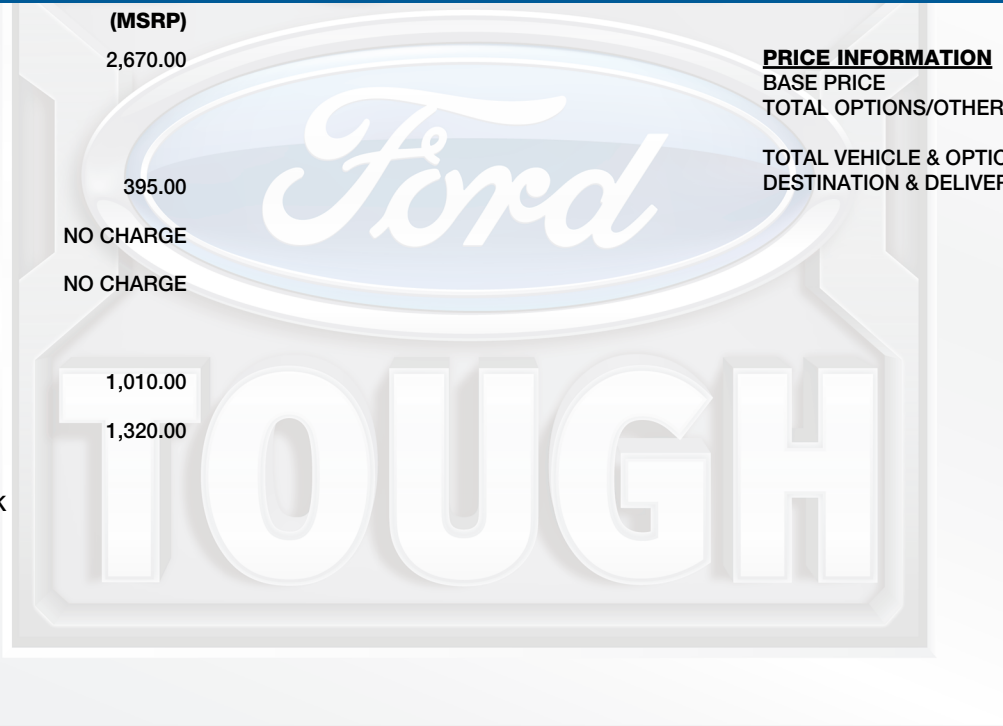 (MSRP)
2,670.00
PRICE INFORMATION
BASE PRICE
TOTAL OPTIONS/OTHER
TOTAL VEHICLE & OPTIO
395.00
DESTINATION & DELIVER
NO CHARGE
NO CHARGE
1,010.00
1,320.00
K
Ford
TOUGH